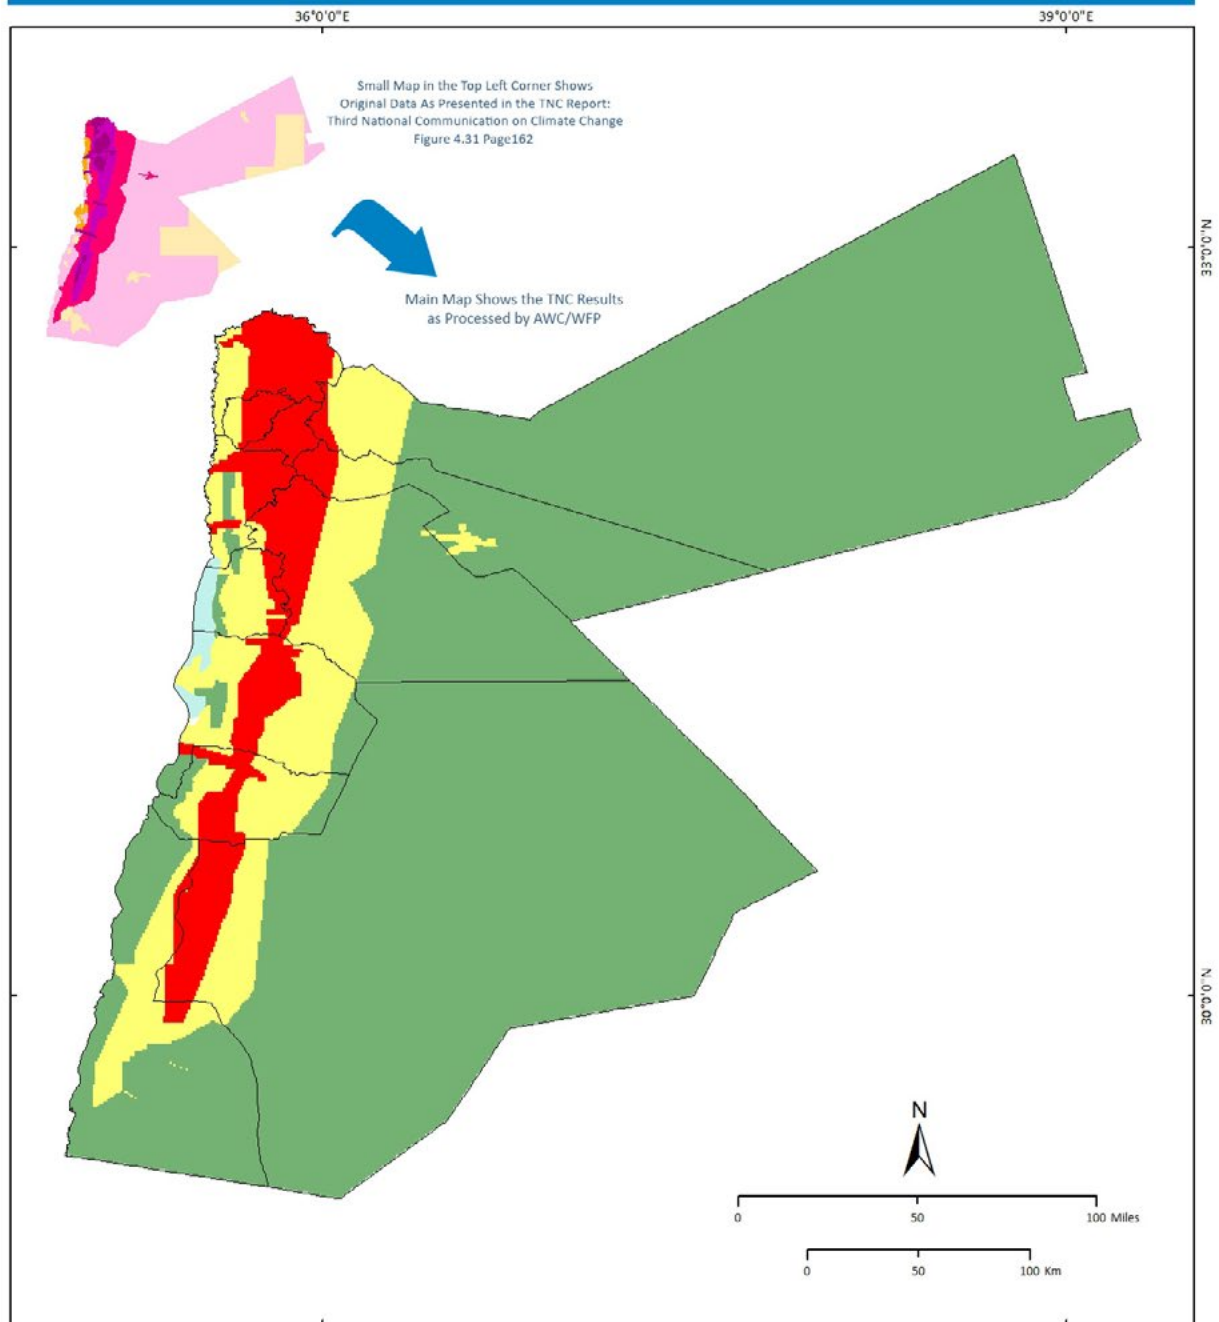 36°0'0"E
39°0'0"E
Small Map in the Top Left Corner Shows
Original Data As Presented in the TNC Report:
Third National Communication on Climate Change
Figure 4.31 Page162
33°0'0"N
Main Map Shows the TNC Results
as Processed by AWC/WFP
30°0'0"N
N
0 50 100 Miles
0 50 100 Km